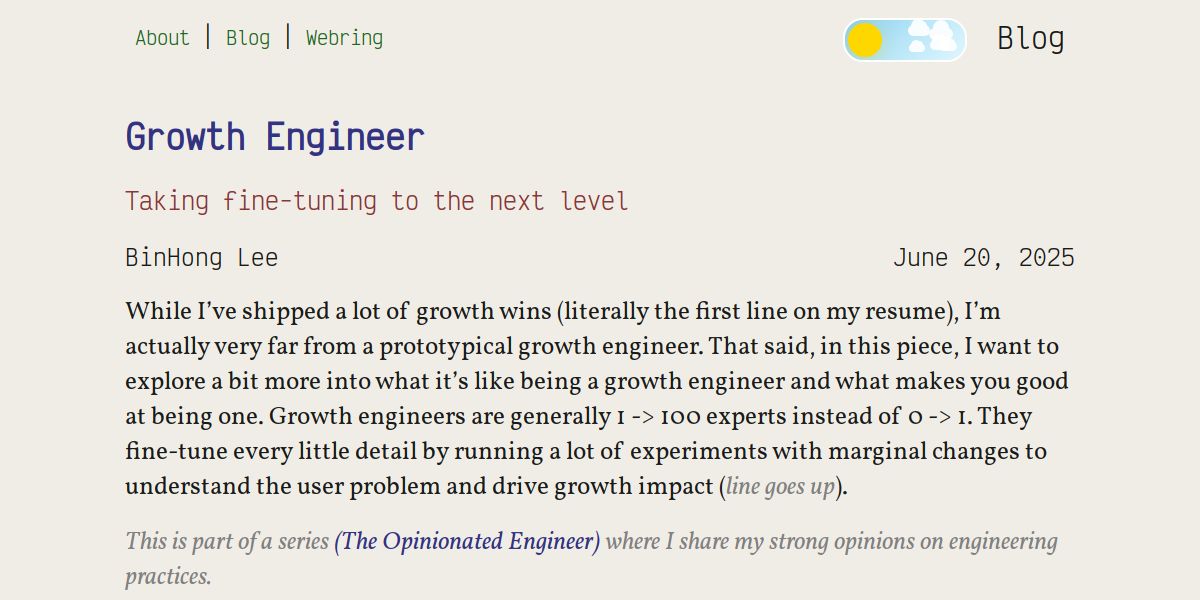 About | Blog | Webring
Blog
Growth Engineer
Taking fine-tuning to the next level
BinHong Lee
June 20, 2025
While I’ve shipped a lot of growth wins (literally the first line on my resume), I’m
actually very far from a prototypical growth engineer. That said, in this piece, I want to
explore a bit more into what it’s like being a growth engineer and what makes you good
at being one. Growth engineers are generally 1 -> 100 experts instead of 0 -> 1. They
fine-tune every little detail by running a lot of experiments with marginal changes to
understand the user problem and drive growth impact (line goes up).
This is part of a series (The Opinionated Engineer) where I share my strong opinions on engineering
practices.